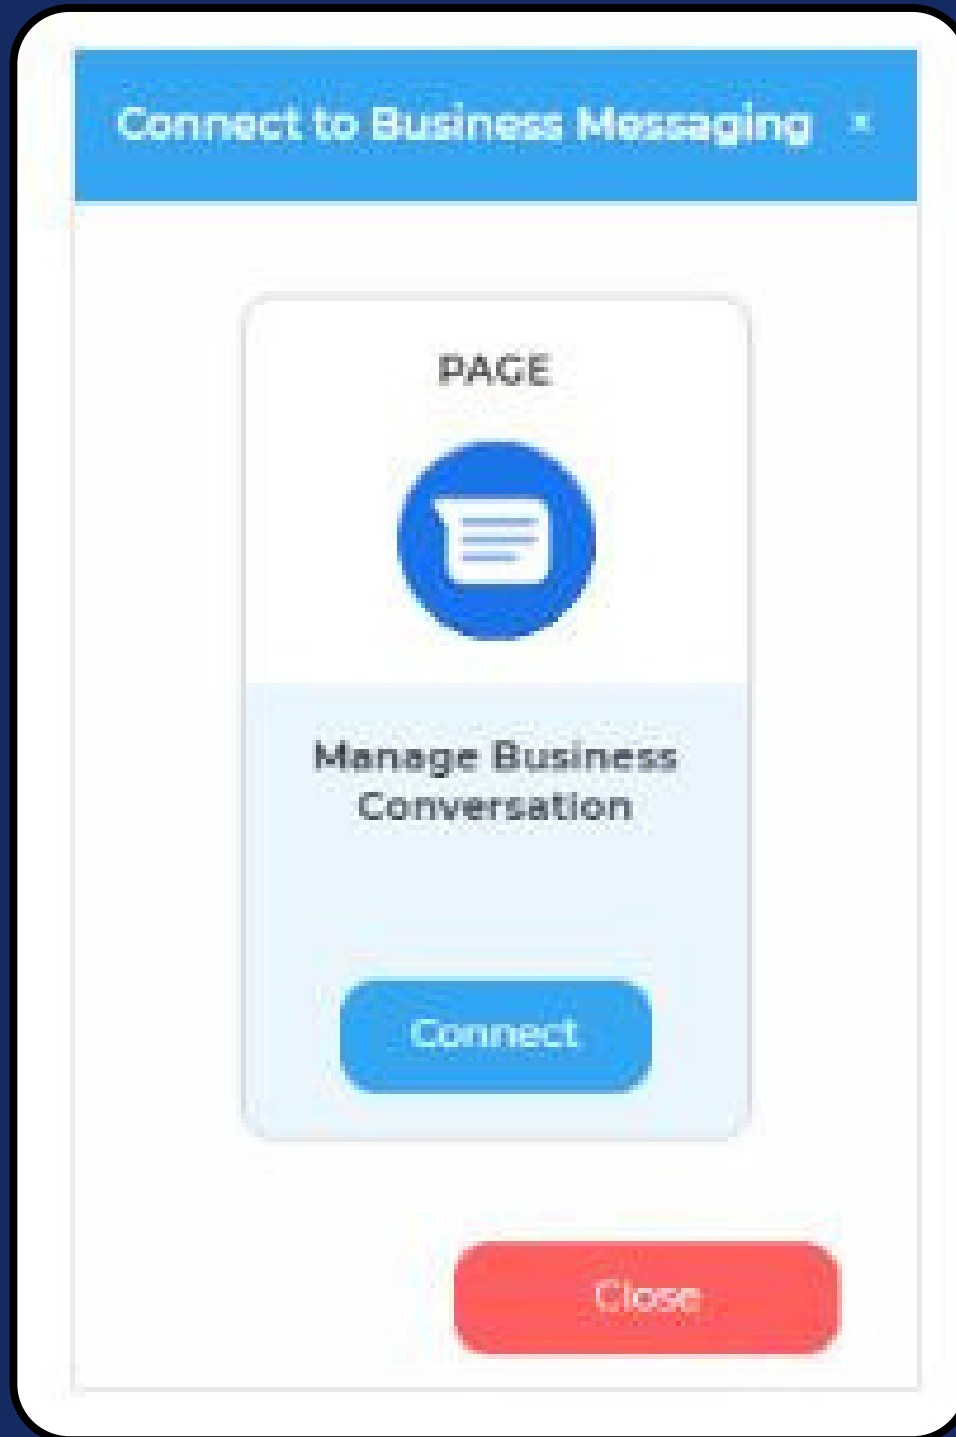 Connect to Business Messaging ×
PAGE
Manage Business
Conversation
Connect
Close